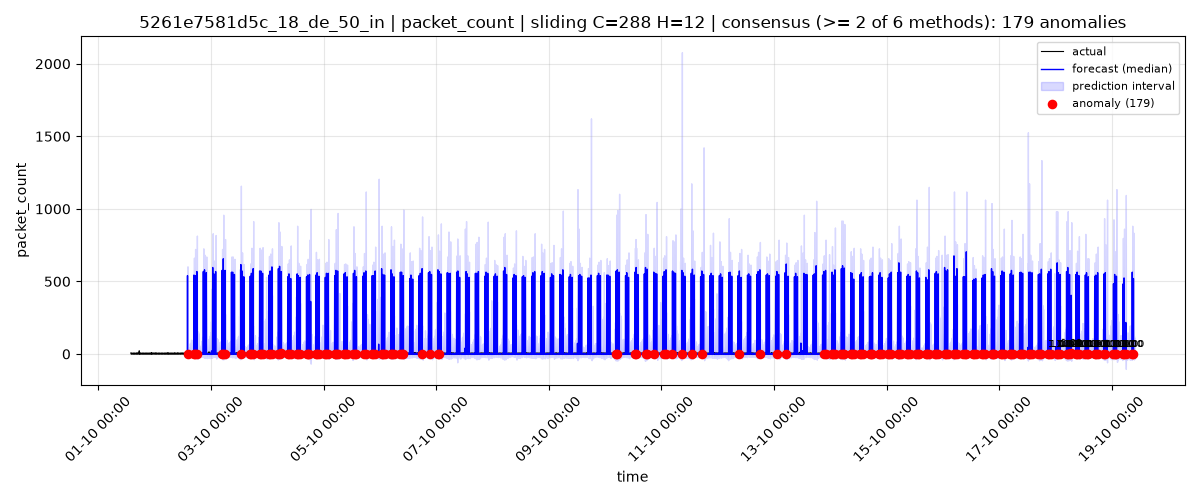 5261e7581d5c_18_de_50_in | packet_count | sliding C=288 H=12 | consensus (>= 2 of 6 methods): 179 anomalies
actual
forecast (median)
prediction interval
anomaly (179)
packet_count
2000
1500
1000
500
0
01-10 00:00
03-10 00:00
05-10 00:00
07-10 00:00
09-10 00:00
11-10 00:00
13-10 00:00
15-10 00:00
17-10 00:00
19-10 00:00
time